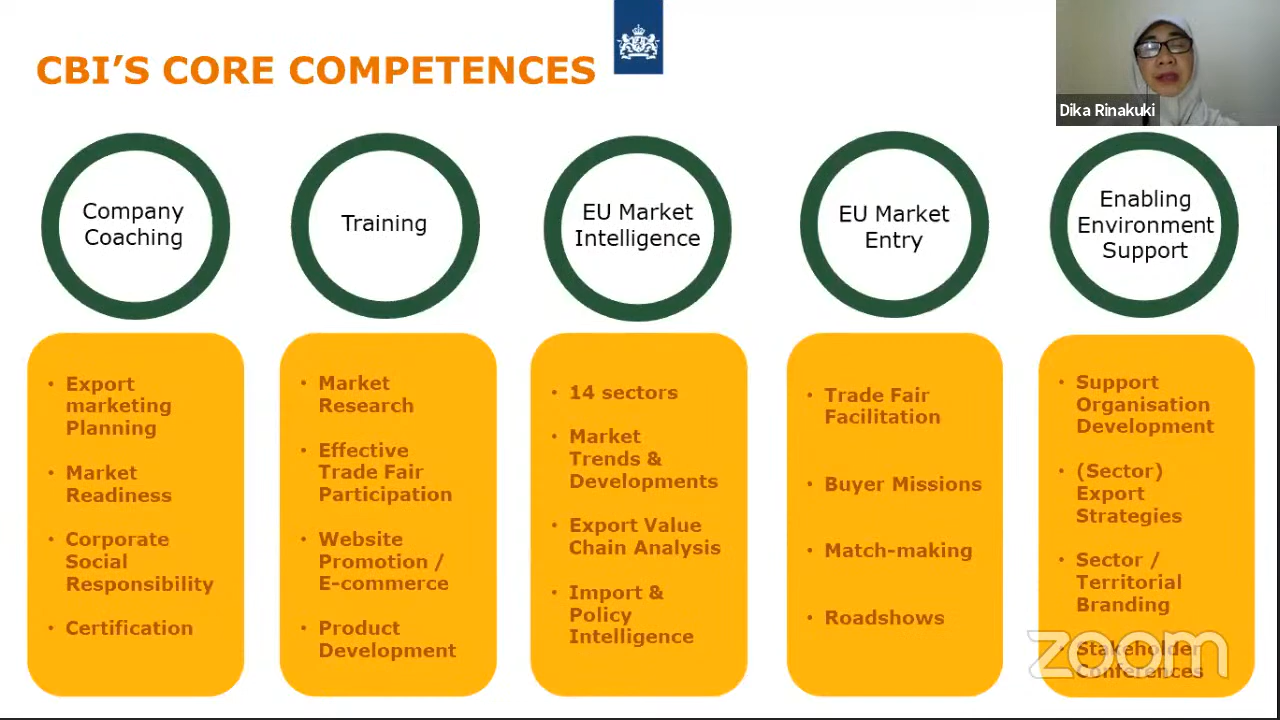 CBI’S CORE COMPETENCES
Dika Rinakuki
Company
Coaching
Training
EU Market
Intelligence
EU Market
Entry
Enabling
Environment
Support
• Export
marketing
Planning
• Market
Readiness
• Corporate
Social
Responsibility
• Certification
• Market
Research
• Effective
Trade Fair
Participation
• Website
Promotion /
E-commerce
• Product
Development
• 14 sectors
• Market
Trends &
Developments
• Export Value
Chain Analysis
• Import &
Policy
Intelligence
• Trade Fair
Facilitation
• Buyer Missions
• Match-making
• Roadshows
• Support
Organisation
Development
• (Sector)
Export
Strategies
• Sector /
Territorial
Branding
• Stakeholder
Conferences
zoom